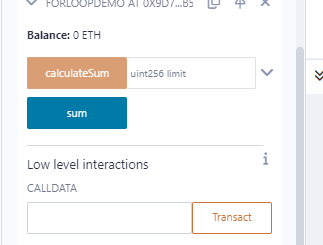 FORLOOPDEMO AT 0X9D7...B5
Balance: 0 ETH
calculateSum
uint256 limit
sum
Low level interactions
CALLDATA
Transact